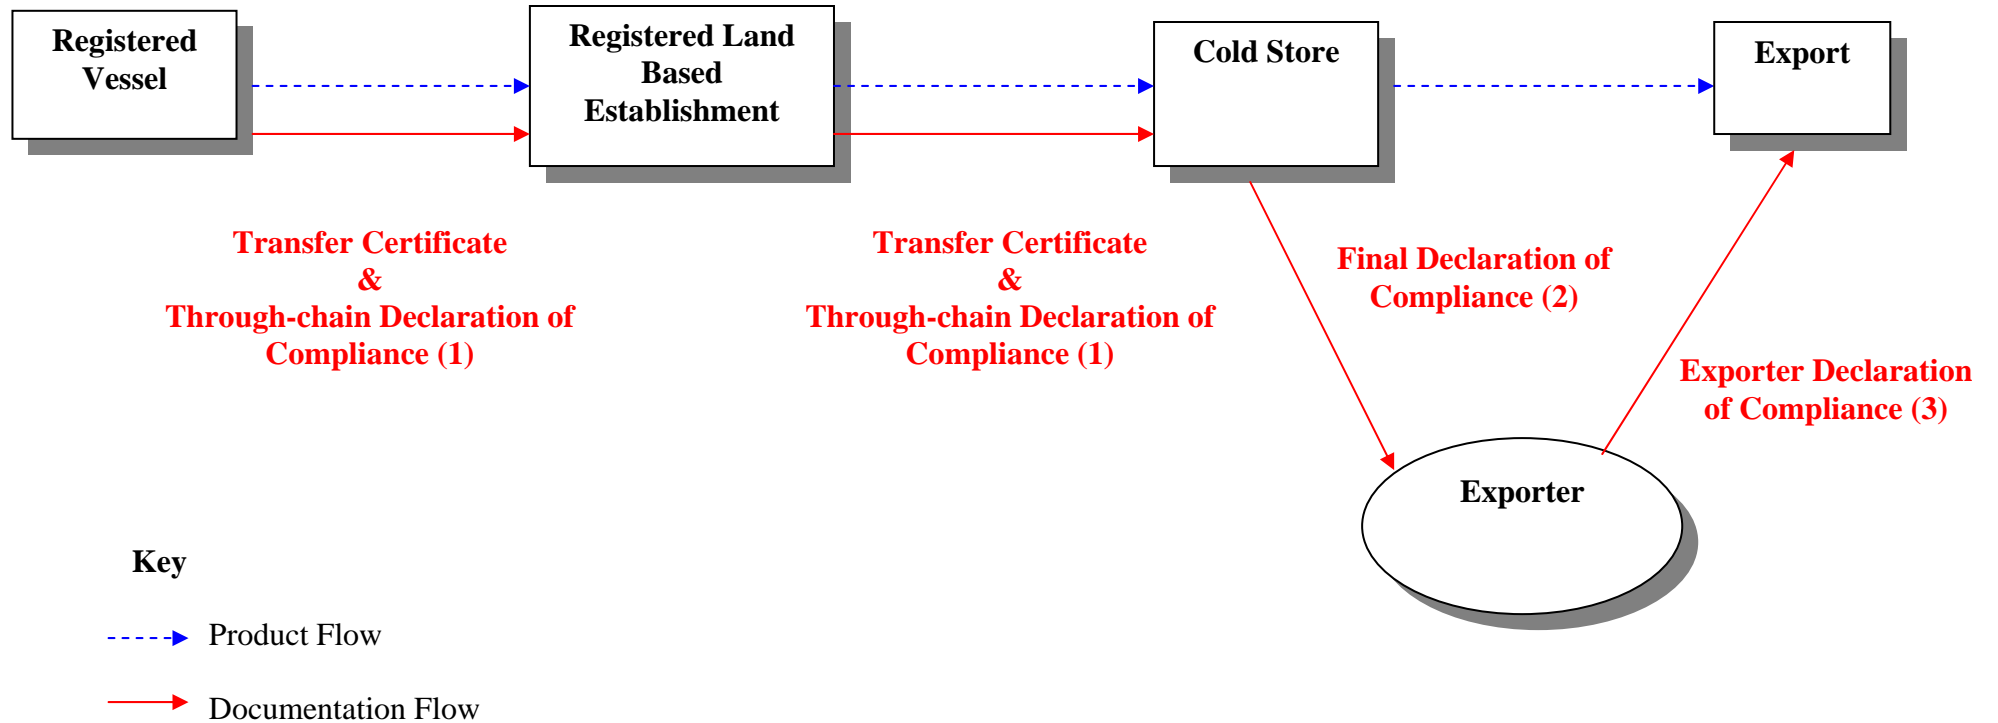 Registered
Vessel
Registered Land
Based
Establishment
Cold Store
Export
Transfer Certificate
&
Through-chain Declaration of
Compliance (1)
Transfer Certificate
&
Through-chain Declaration of
Compliance (1)
Final Declaration of
Compliance (2)
Exporter Declaration
of Compliance (3)
Exporter
Key
Product Flow
Documentation Flow